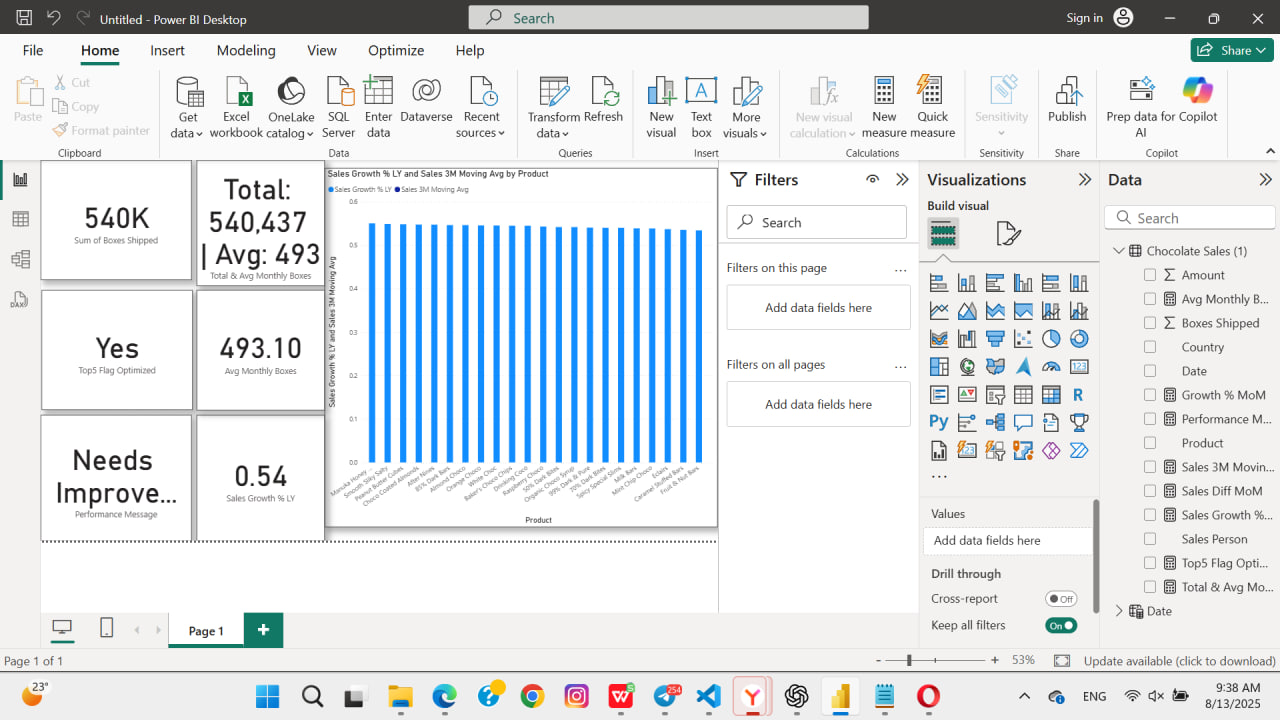 Untitled - Power BI Desktop
Search
Sign in
File
Home
Insert
Modeling
View
Optimize
Help
Share
Paste
Cut
Copy
Format painter
Clipboard
Get data
Excel workbook
OneLake catalog
SQL Server
Enter data
Dataverse
Recent sources
Data
Transform data
Refresh
Queries
New visual
Text box
More visuals
Insert
New visual calculation
New measure
Quick measure
Calculations
Sensitivity
Sensitivity
Publish
Share
Prep data for AI
Copilot
Copilot
540K
Sum of Boxes Shipped
Total:
540,437
| Avg: 493
Total & Avg Monthly Boxes
Yes
Top5 Flag Optimized
493.10
Avg Monthly Boxes
Needs
Improve...
Performance Message
0.54
Sales Growth % LY
Sales Growth % LY and Sales 3M Moving Avg by Product
Sales Growth % LY
Sales 3M Moving Avg
Sales Growth % LY and Sales 3M Moving Avg
0.6
0.5
0.4
0.3
0.2
0.1
0.0
Manuka Honey ...
Smooth Silky Salty
Peanut Butter Cubes
Choco Coated Almonds
After Nines
85% Dark Bars
Almond Choco
Orange Choco
White Choc
Baker's Choco Chips
Drinking Coco
Raspberry Choco
50% Dark Bites
Organic Choco Syrup
99% Dark & Pure
70% Dark Bites
Spicy Special Slims
Milk Bars
Mint Chip Choco
Eclairs
Caramel Stuffed Bars
Fruit & Nut Bars
Product
Filters
Search
Filters on this page
...
Add data fields here
Filters on all pages
...
Add data fields here
Visualizations
Build visual
123
R
Py
...
Values
Add data fields here
Drill through
Cross-report
Off
Keep all filters
On
Data
Search
Chocolate Sales (1)
Amount
Avg Monthly B...
Boxes Shipped
Country
Date
Growth % MoM
Performance M...
Product
Sales 3M Movin...
Sales Diff MoM
Sales Growth %...
Sales Person
Top5 Flag Opti...
Total & Avg Mo...
Date
Page 1
Page 1 of 1
- + 53%
Update available (click to download)
23°
254
ENG
9:38 AM
8/13/2025